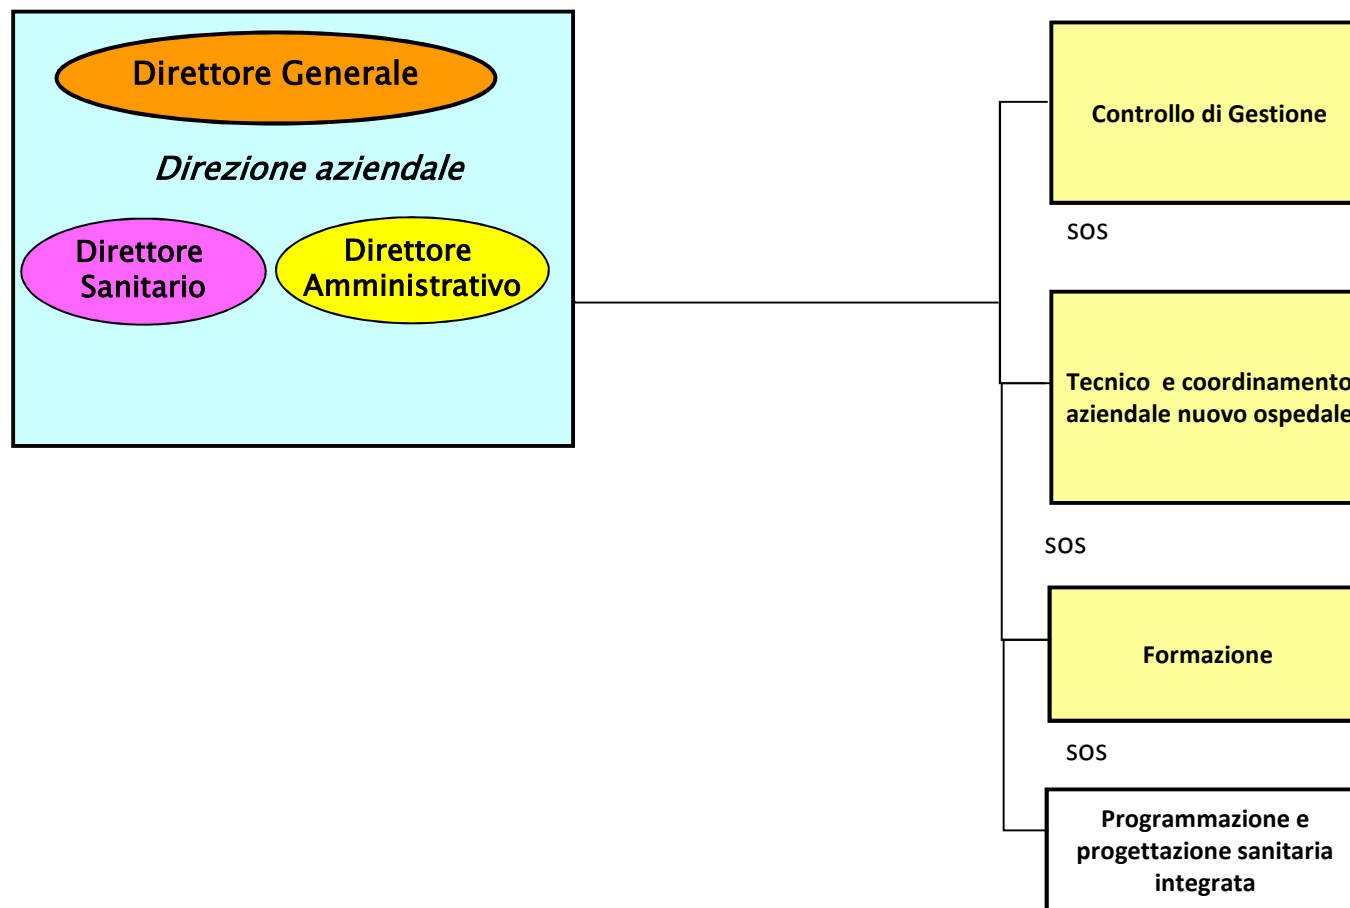 Direttore Generale
Direzione aziendale
Direttore
Sanitario
Direttore
Amministrativo
Controllo di Gestione
SOS
Tecnico e coordinamento
aziendale nuovo ospedale
SOS
Formazione
SOS
Programmazione e
progettazione sanitaria
integrata